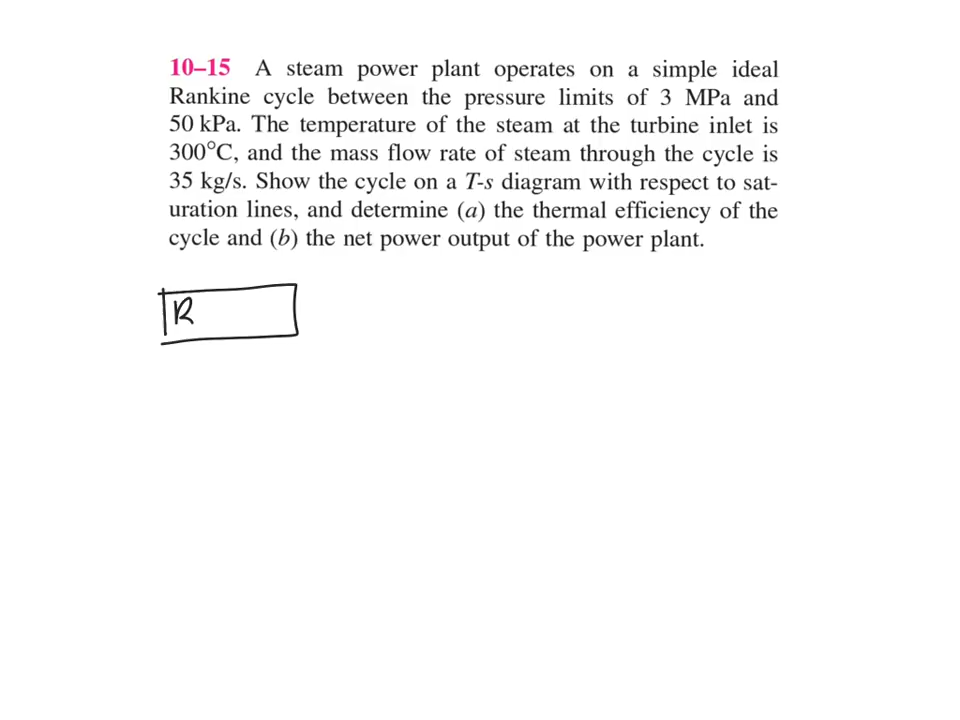 10–15 A steam power plant operates on a simple ideal
Rankine cycle between the pressure limits of 3 MPa and
50 kPa. The temperature of the steam at the turbine inlet is
300°C, and the mass flow rate of steam through the cycle is
35 kg/s. Show the cycle on a T-s diagram with respect to sat-
uration lines, and determine (a) the thermal efficiency of the
cycle and (b) the net power output of the power plant.
R